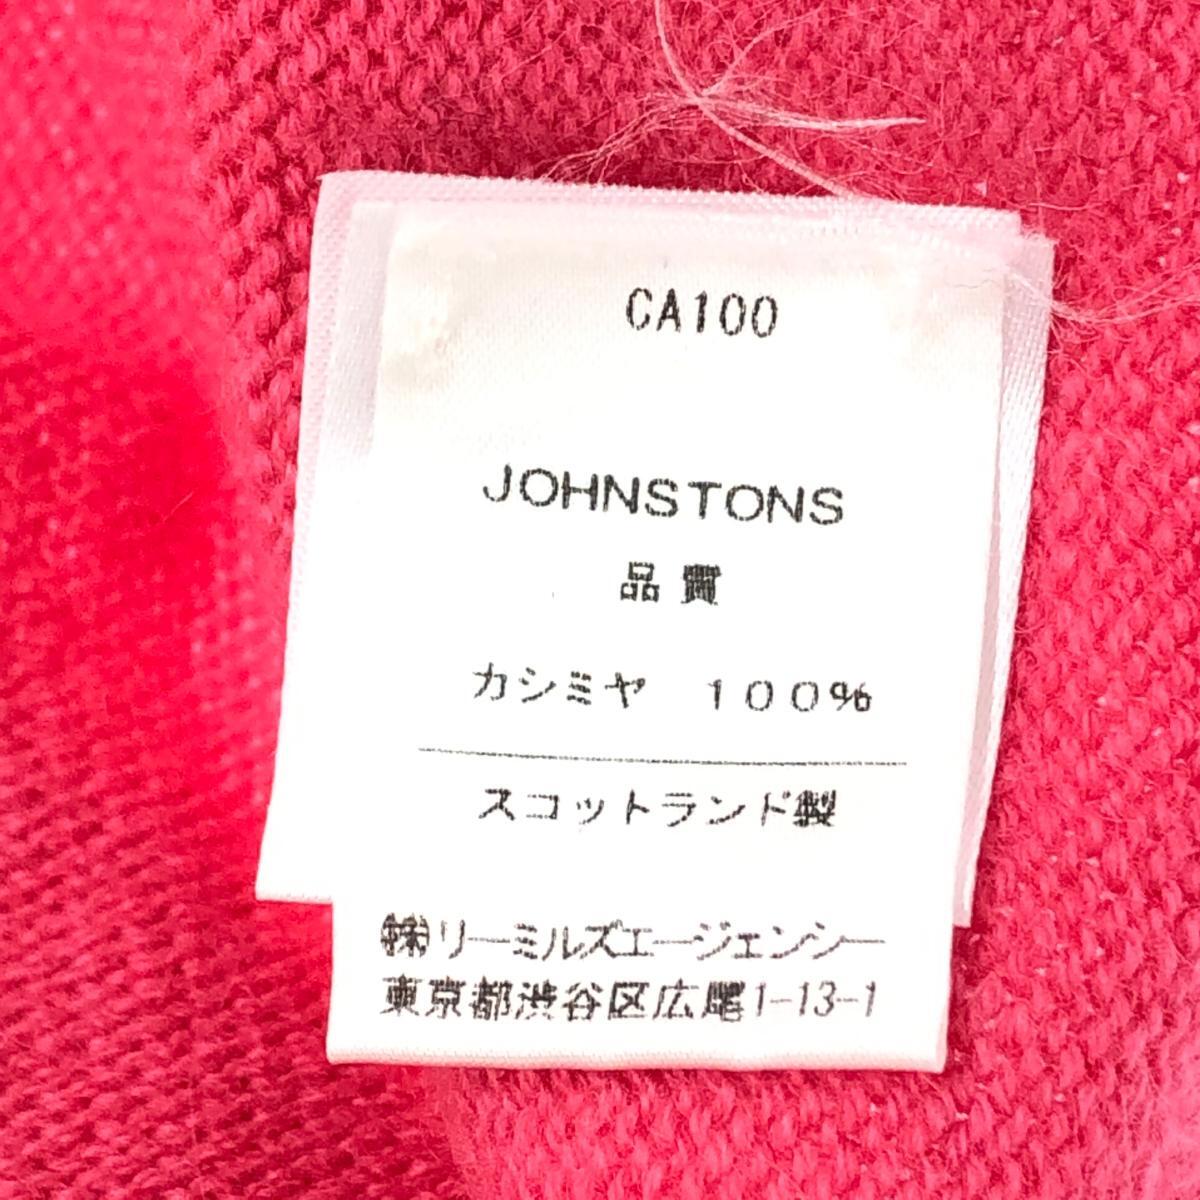 CA100
JOHNSTONS
品質
カシミヤ 100%
スコットランド製
㈱リーミルズエージェンシー
東京都渋谷区広尾1-13-1